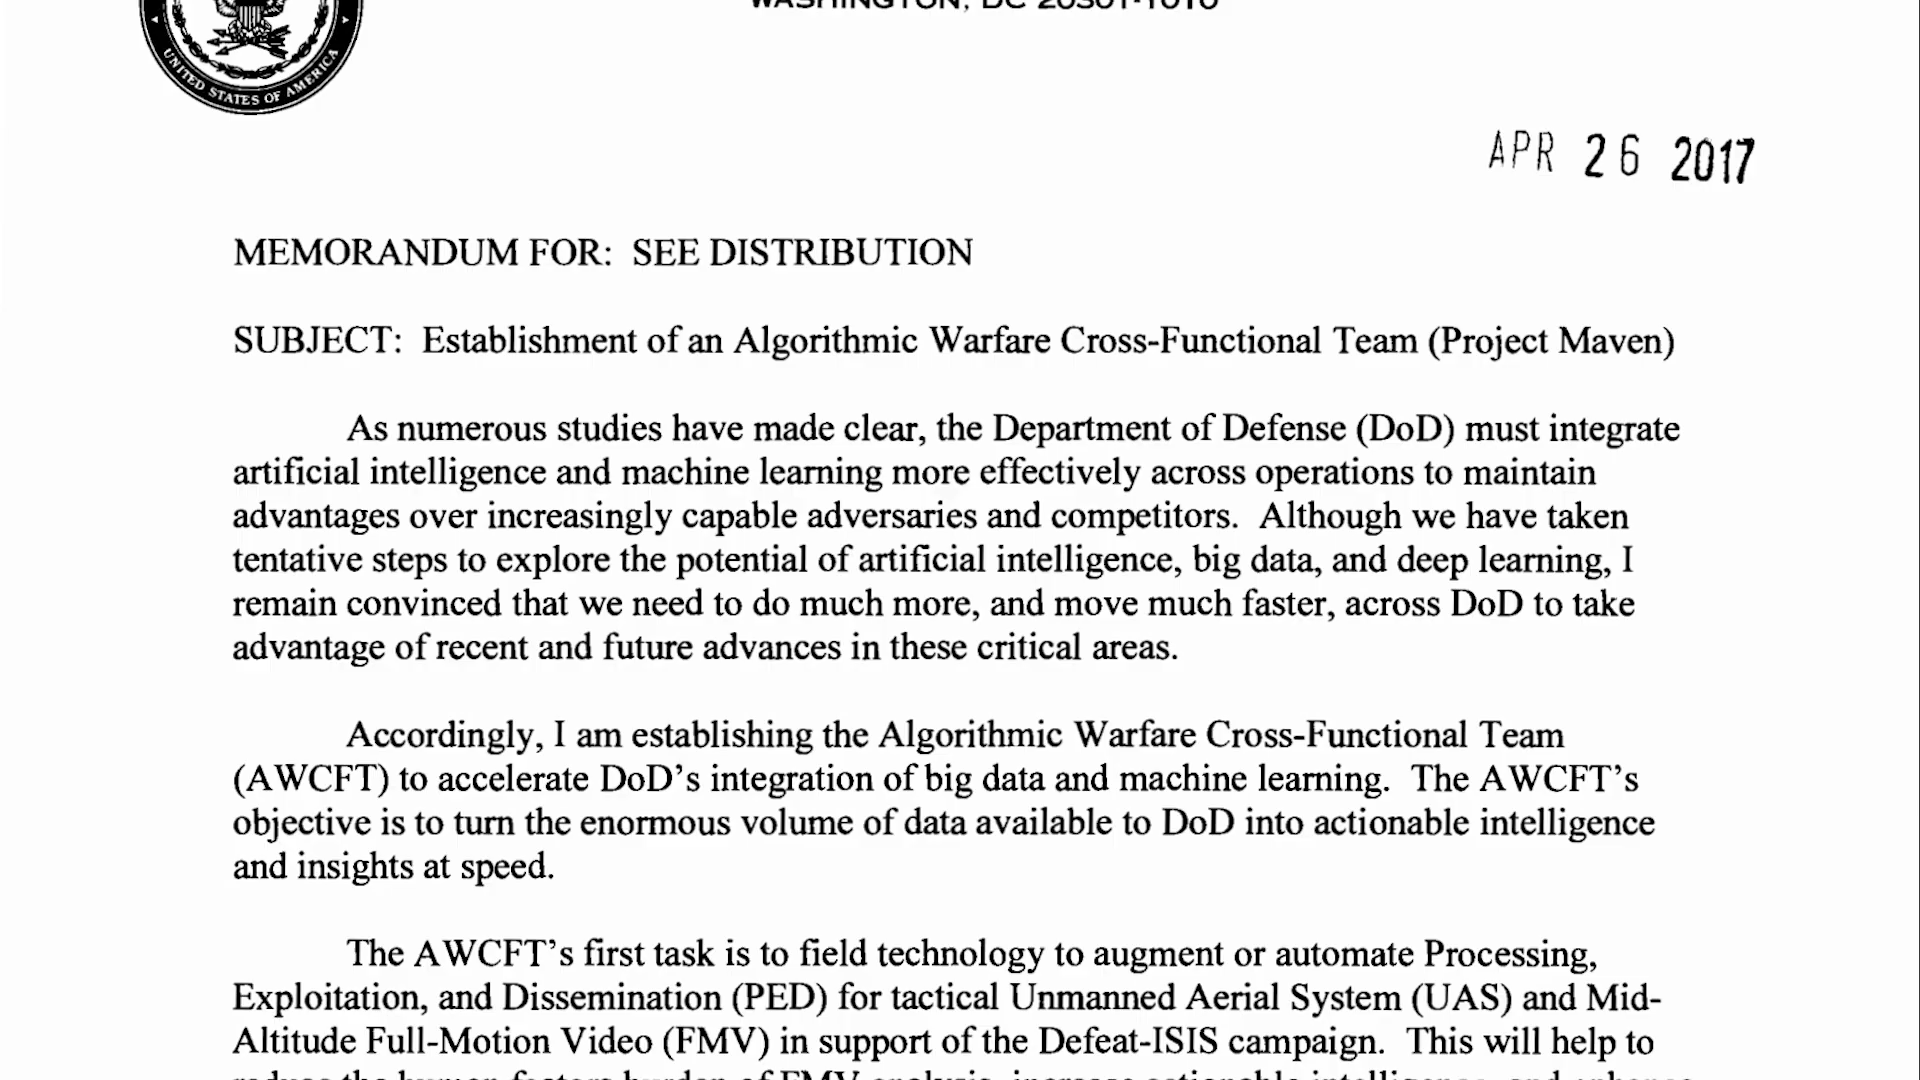 WASHINGTON, DC 20301-1010
UNITED STATES OF AMERICA
APR 26 2017
MEMORANDUM FOR: SEE DISTRIBUTION
SUBJECT: Establishment of an Algorithmic Warfare Cross-Functional Team (Project Maven)
As numerous studies have made clear, the Department of Defense (DoD) must integrate
artificial intelligence and machine learning more effectively across operations to maintain
advantages over increasingly capable adversaries and competitors. Although we have taken
tentative steps to explore the potential of artificial intelligence, big data, and deep learning, I
remain convinced that we need to do much more, and move much faster, across DoD to take
advantage of recent and future advances in these critical areas.
Accordingly, I am establishing the Algorithmic Warfare Cross-Functional Team
(AWCFT) to accelerate DoD's integration of big data and machine learning. The AWCFT's
objective is to turn the enormous volume of data available to DoD into actionable intelligence
and insights at speed.
The AWCFT's first task is to field technology to augment or automate Processing,
Exploitation, and Dissemination (PED) for tactical Unmanned Aerial System (UAS) and Mid-
Altitude Full-Motion Video (FMV) in support of the Defeat-ISIS campaign. This will help to